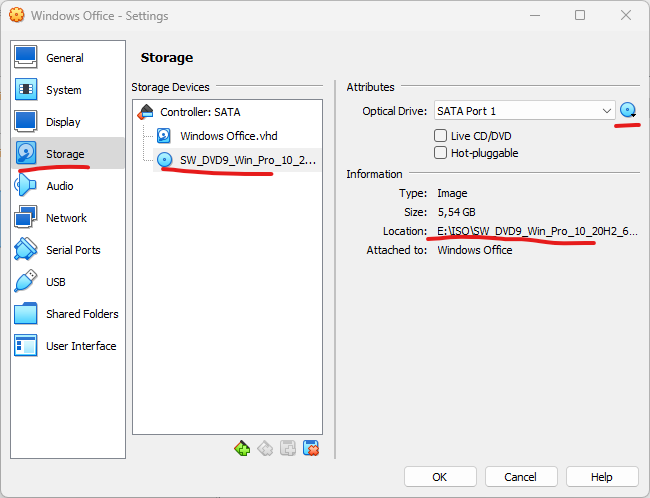 Windows Office - Settings
General
System
Display
Storage
Audio
Network
Serial Ports
USB
Shared Folders
User Interface
Storage
Storage Devices
Controller: SATA
Windows Office.vhd
SW_DVD9_Win_Pro_10_2...
Attributes
Optical Drive: SATA Port 1
Live CD/DVD
Hot-pluggable
Information
Type: Image
Size: 5,54 GB
Location: E:\ISO\SW_DVD9_Win_Pro_10_20H2_6...
Attached to: Windows Office
OK Cancel Help